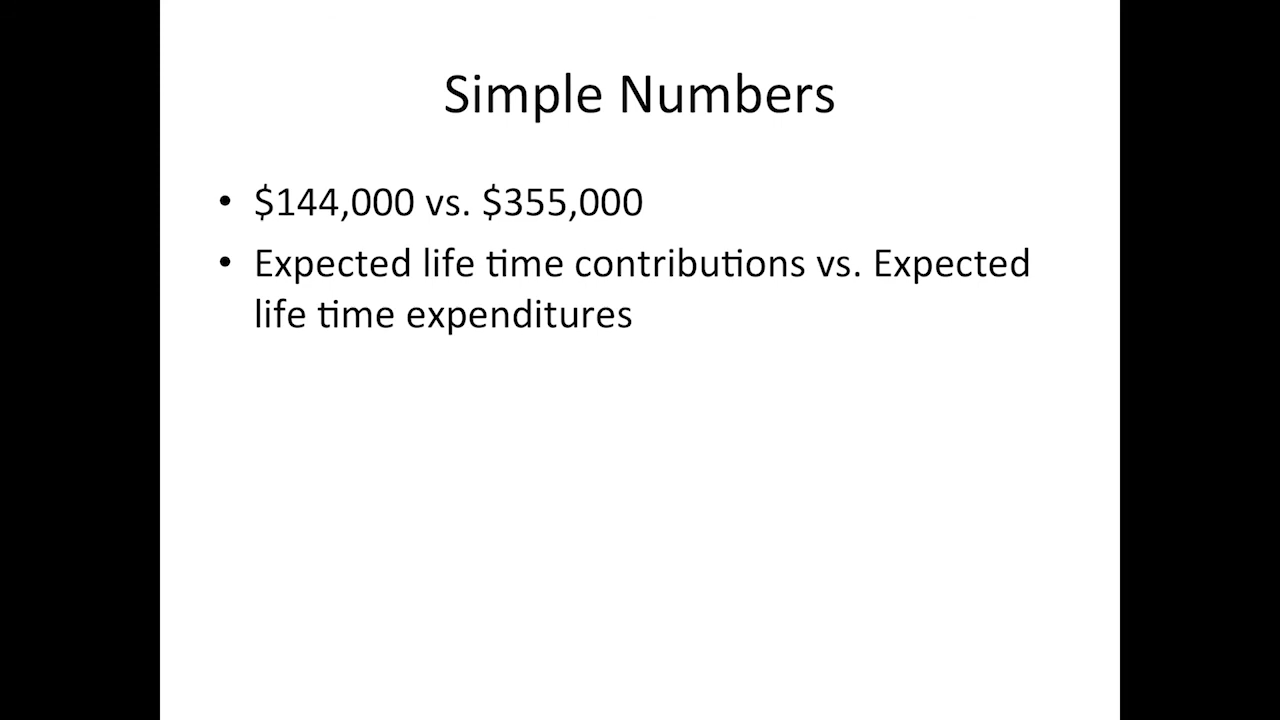 Simple Numbers
• $144,000 vs. $355,000
• Expected life time contributions vs. Expected
life time expenditures